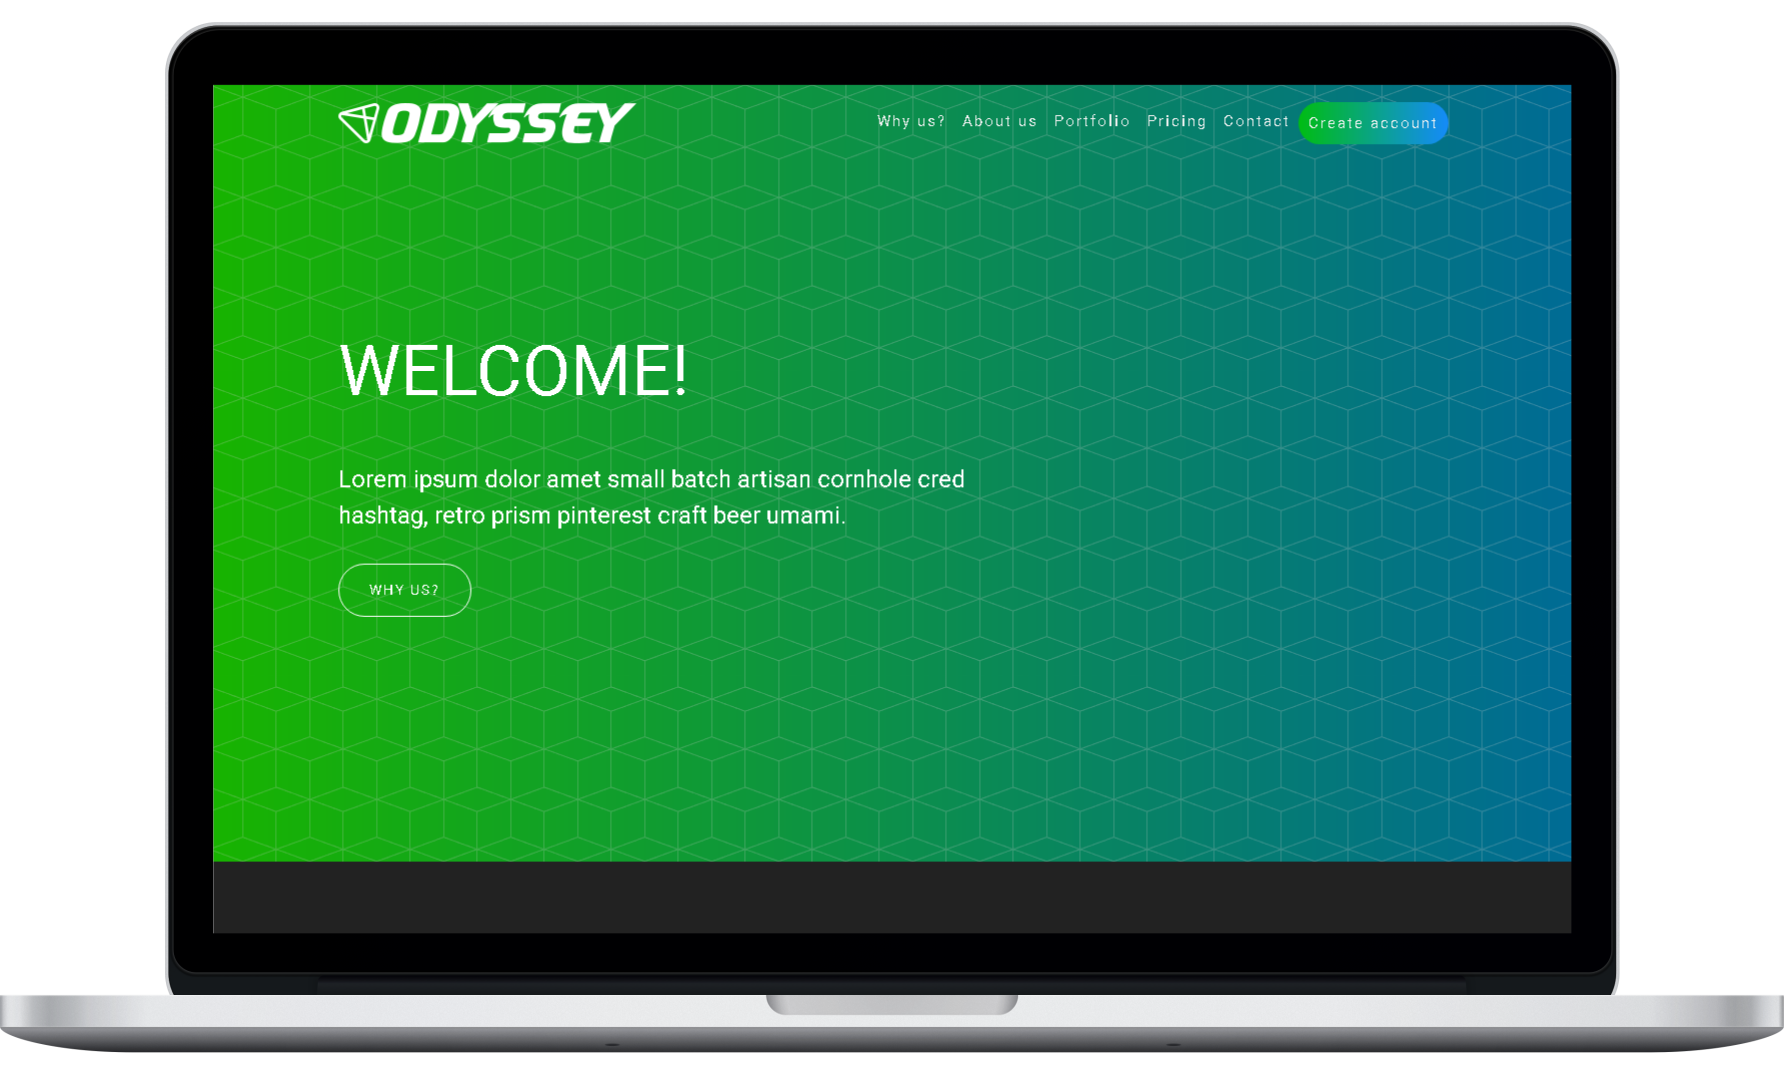 ODYSSEY
Why us? About us Portfolio Pricing Contact Create account
WELCOME!
Lorem ipsum dolor amet small batch artisan cornhole cred
hashtag, retro prism pinterest craft beer umami.
WHY US?